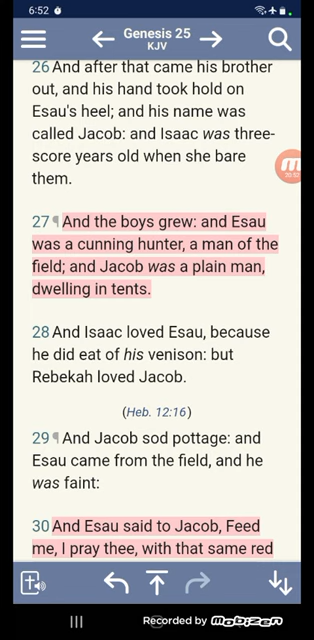 6:52
Genesis 25
KJV
26 And after that came his brother
out, and his hand took hold on
Esau's heel; and his name was
called Jacob: and Isaac was three-
score years old when she bare
them.
27 ¶ And the boys grew: and Esau
was a cunning hunter, a man of the
field; and Jacob was a plain man,
dwelling in tents.
28 And Isaac loved Esau, because
he did eat of his venison: but
Rebekah loved Jacob.
(Heb. 12:16)
29 ¶ And Jacob sod pottage: and
Esau came from the field, and he
was faint:
30 And Esau said to Jacob, Feed
me, I pray thee, with that same red
Recorded by mobizen